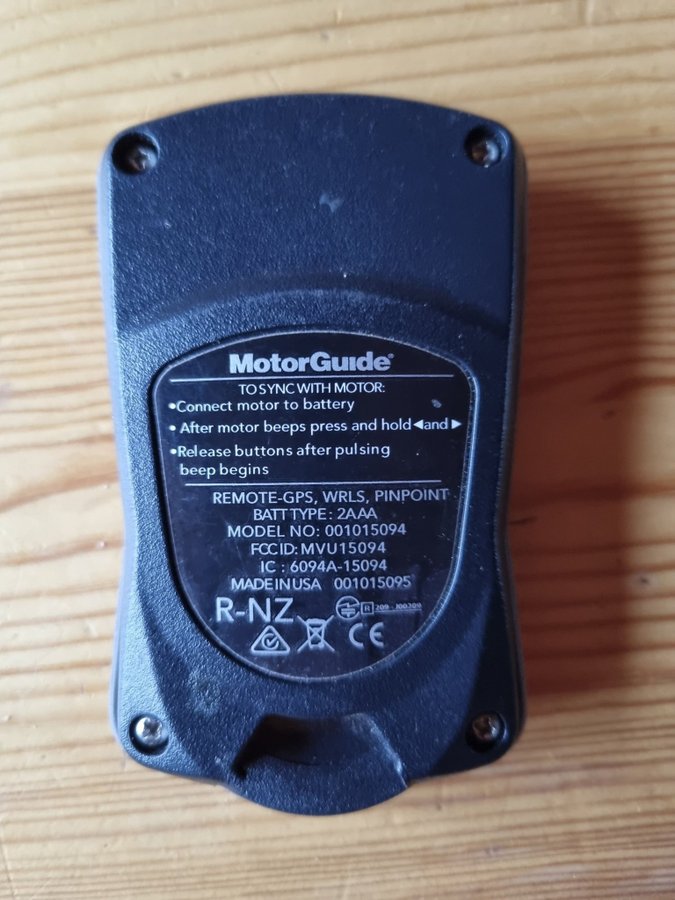 MotorGuide®
TO SYNC WITH MOTOR:
•Connect motor to battery
• After motor beeps press and hold ◄and ►
•Release buttons after pulsing
beep begins
REMOTE-GPS, WRLS, PINPOINT
BATT TYPE: 2AAA
MODEL NO: 001015094
FCC ID: MVU15094
IC : 6094A-15094
MADE IN USA 001015095
R-NZ R 209 - J00209
CE